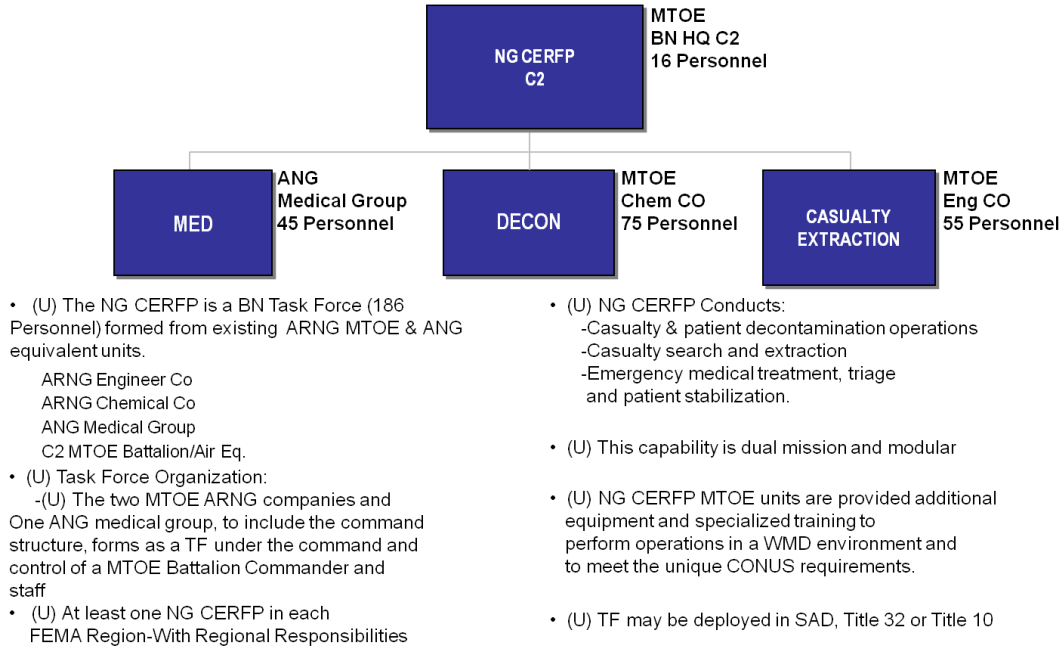 NG CERFP
C2
MTOE
BN HQ C2
16 Personnel
MED
ANG
Medical Group
45 Personnel
DECON
MTOE
Chem CO
75 Personnel
CASUALTY
EXTRACTION
MTOE
Eng CO
55 Personnel
• (U) The NG CERFP is a BN Task Force (186
Personnel) formed from existing ARNG MTOE & ANG
equivalent units.
ARNG Engineer Co
ARNG Chemical Co
ANG Medical Group
C2 MTOE Battalion/Air Eq.
• (U) Task Force Organization:
-(U) The two MTOE ARNG companies and
One ANG medical group, to include the command
structure, forms as a TF under the command and
control of a MTOE Battalion Commander and
staff
• (U) At least one NG CERFP in each
FEMA Region-With Regional Responsibilities
• (U) NG CERFP Conducts:
-Casualty & patient decontamination operations
-Casualty search and extraction
-Emergency medical treatment, triage
and patient stabilization.
• (U) This capability is dual mission and modular
• (U) NG CERFP MTOE units are provided additional
equipment and specialized training to
perform operations in a WMD environment and
to meet the unique CONUS requirements.
• (U) TF may be deployed in SAD, Title 32 or Title 10